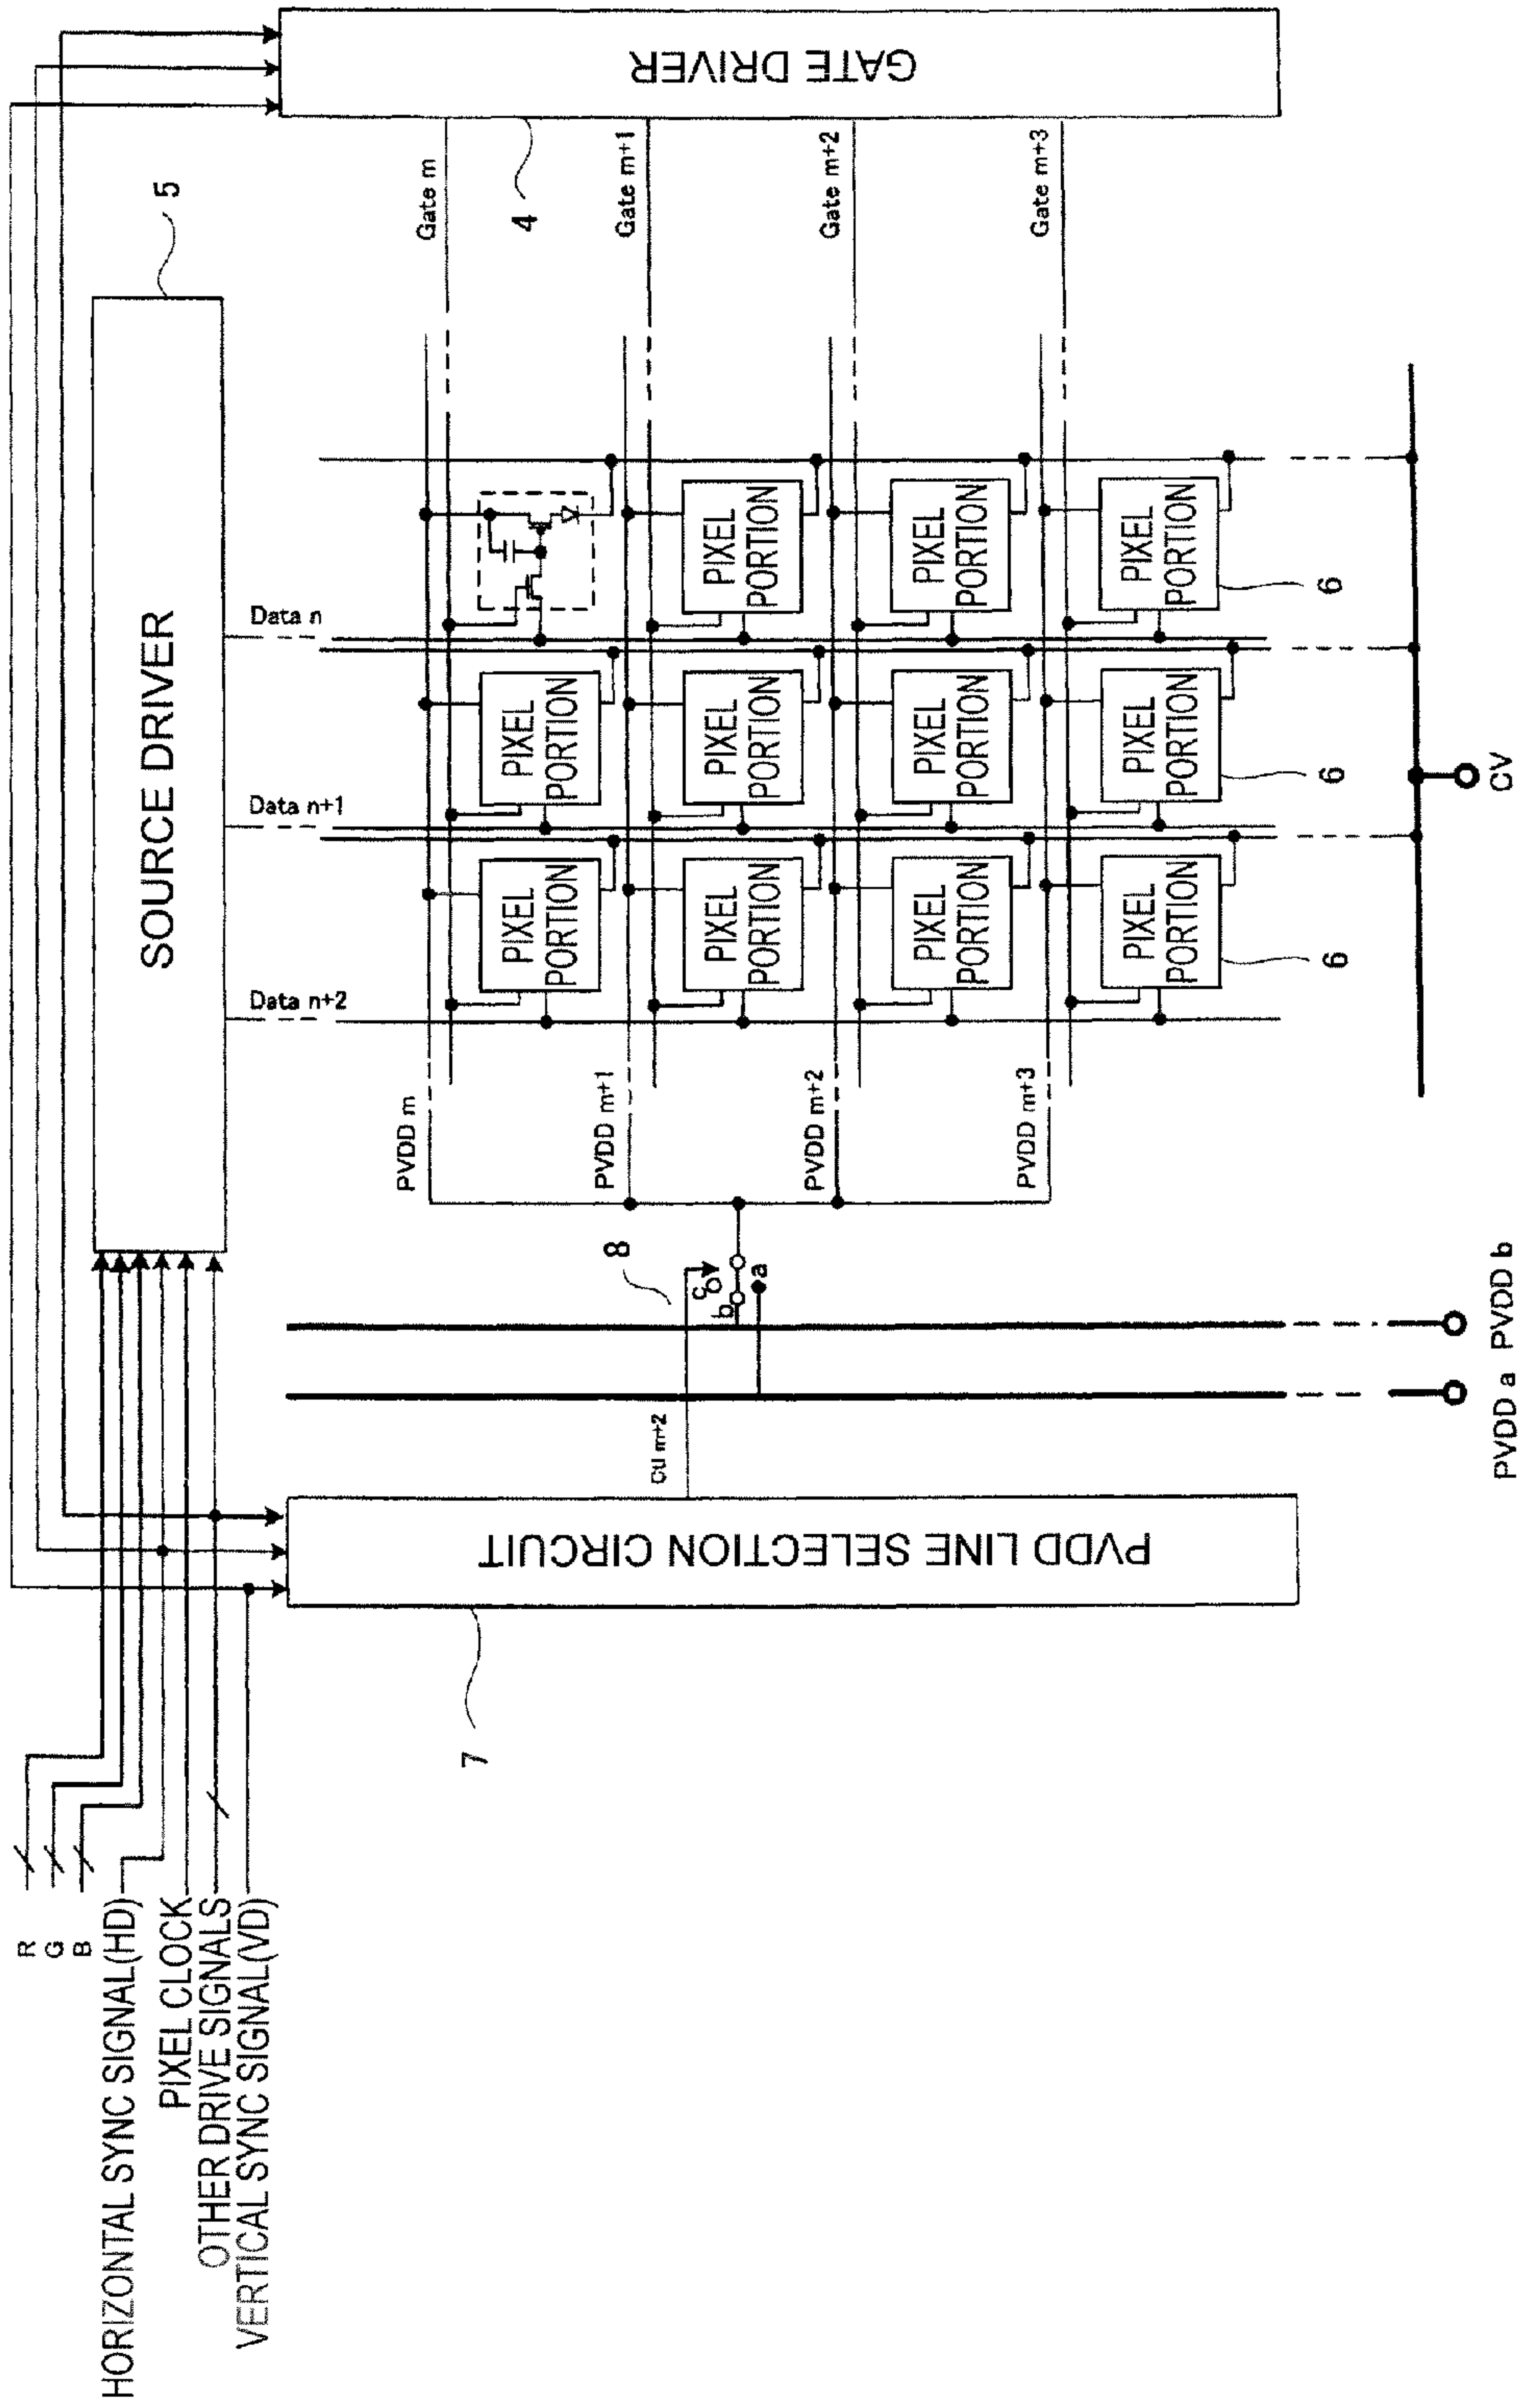 R
G
B
HORIZONTAL SYNC SIGNAL(HD)
PIXEL CLOCK
OTHER DRIVE SIGNALS
VERTICAL SYNC SIGNAL(VD)
SOURCE DRIVER
5
GATE DRIVER
4
PVDD LINE SELECTION CIRCUIT
7
Data n+2
Data n+1
Data n
Gate m
Gate m+1
Gate m+2
Gate m+3
PVDD m
PVDD m+1
PVDD m+2
PVDD m+3
Ctl m+2
8
c
b
a
PIXEL
PORTION
PIXEL
PORTION
PIXEL
PORTION
PIXEL
PORTION
PIXEL
PORTION
PIXEL
PORTION
PIXEL
PORTION
PIXEL
PORTION
PIXEL
PORTION
PIXEL
PORTION
PIXEL
PORTION
6
6
6
PVDD a
PVDD b
CV